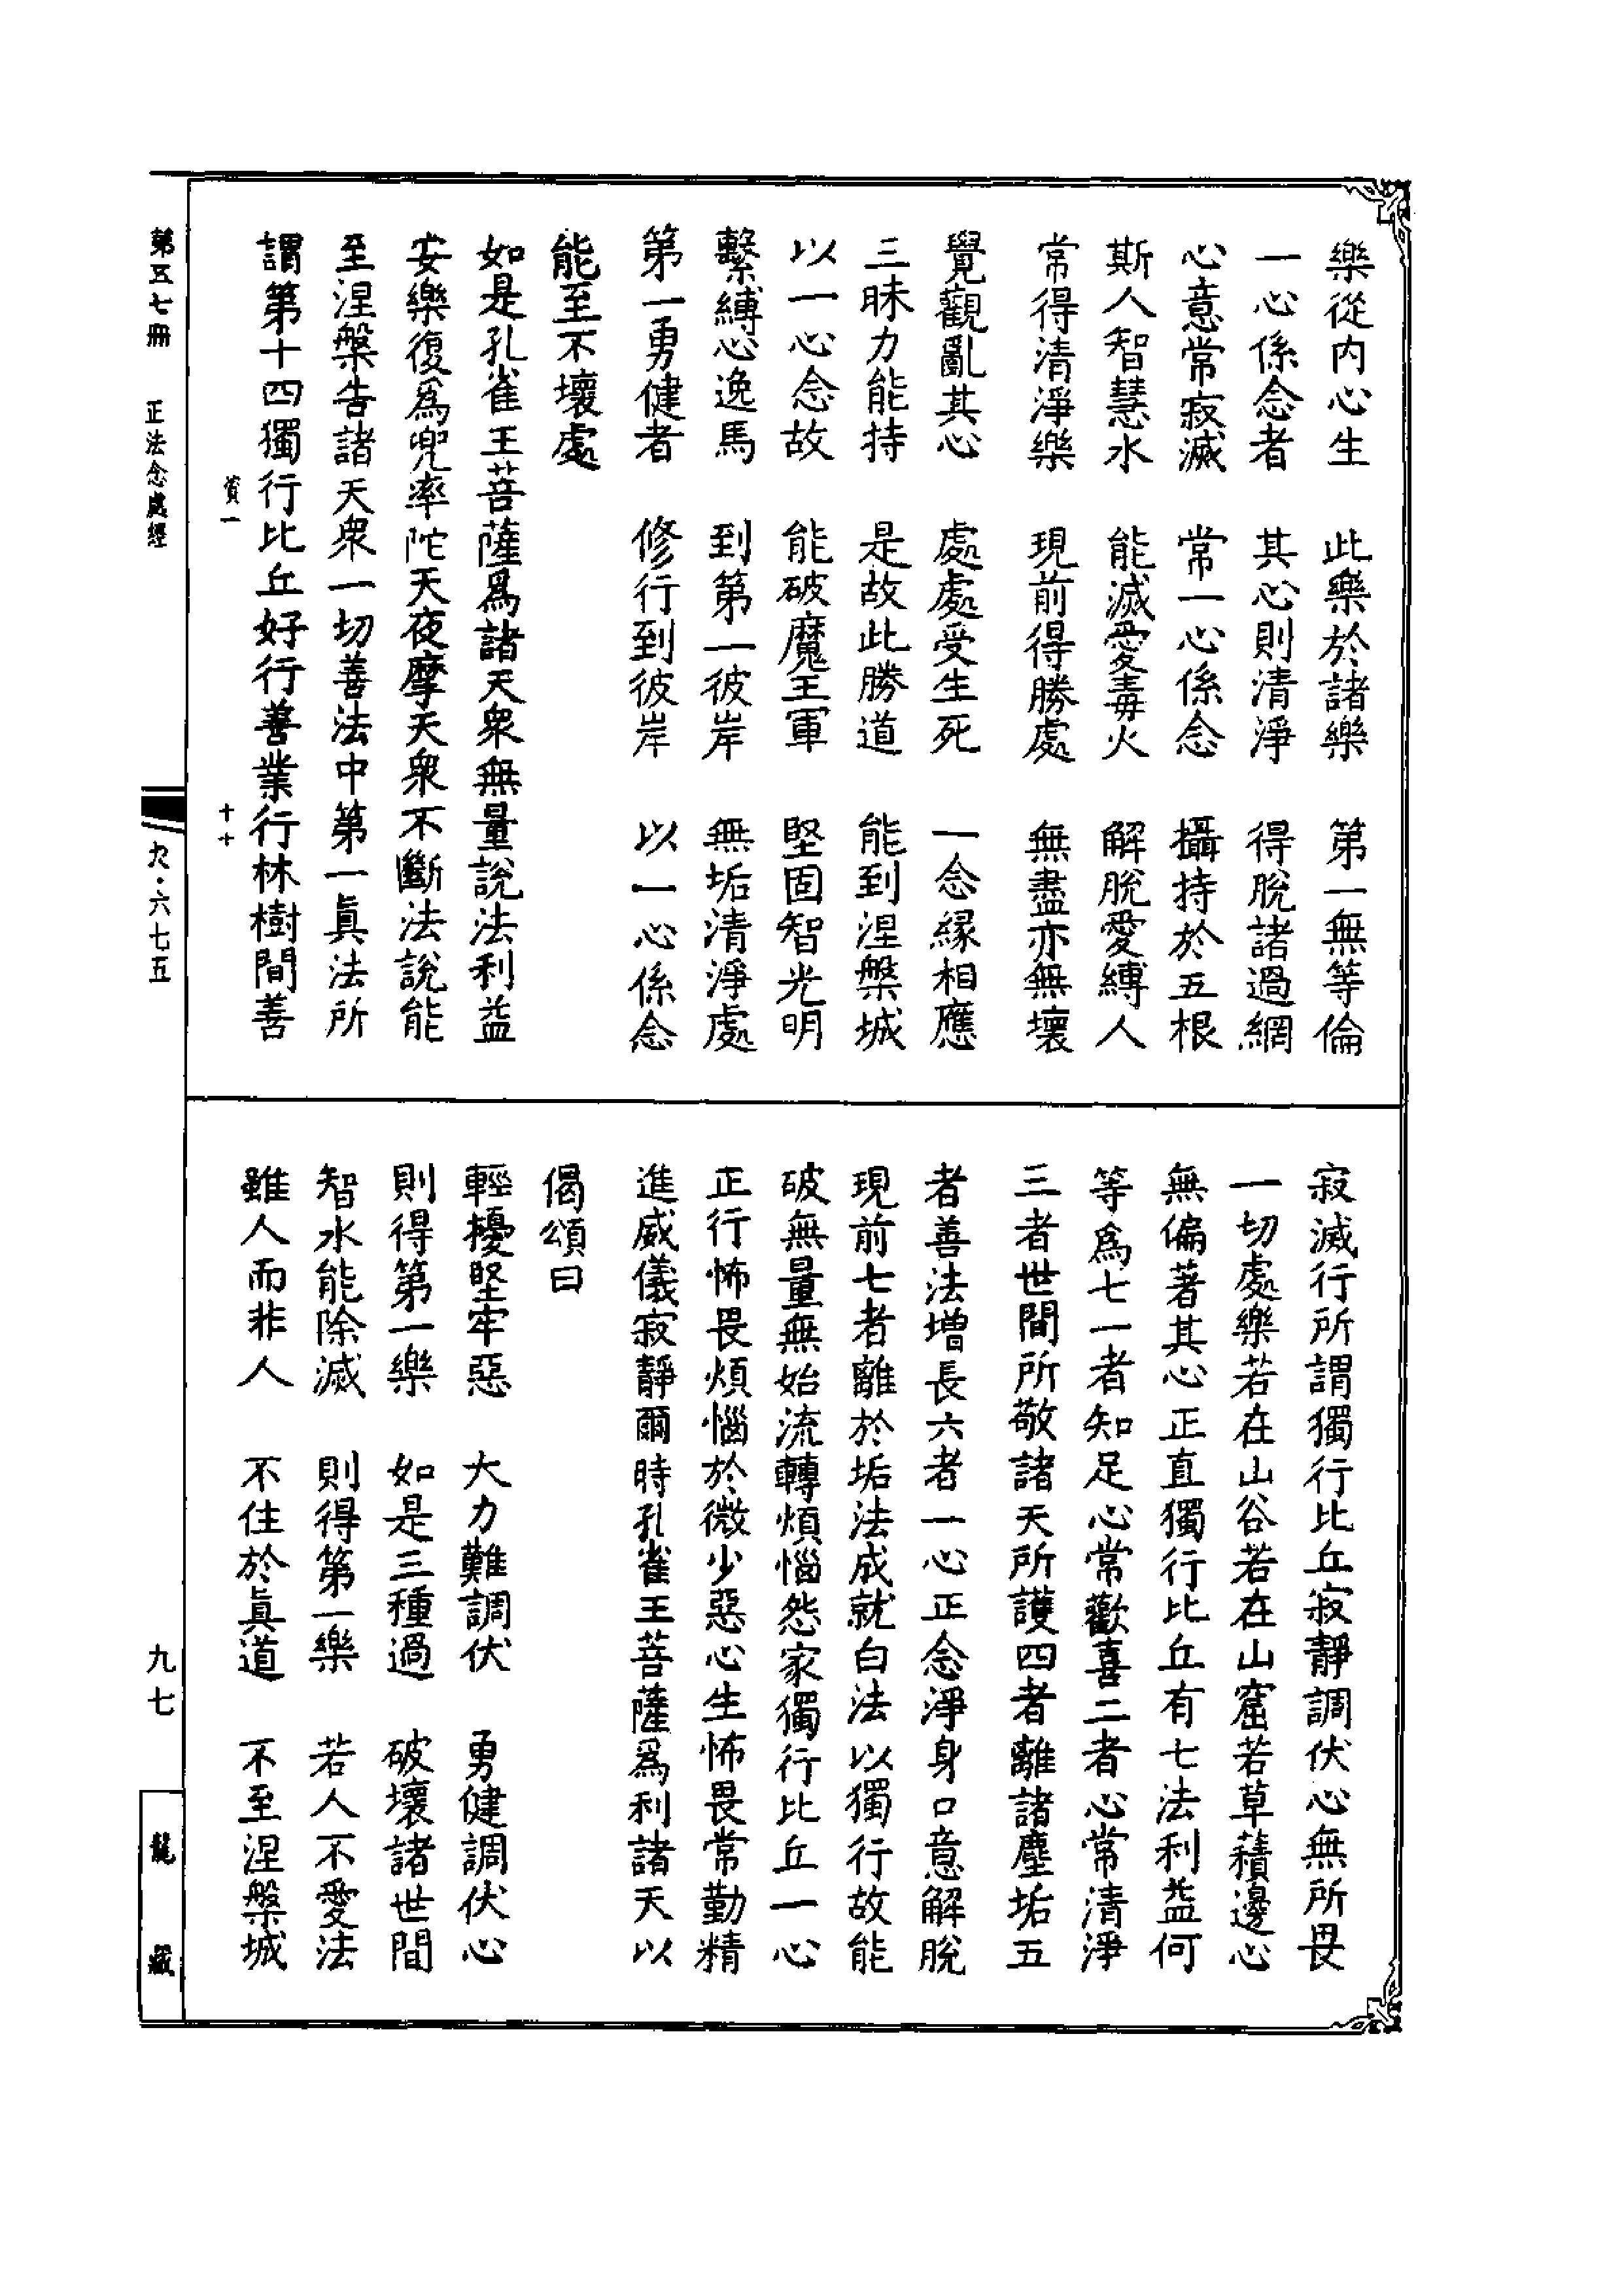 樂從内心生　此樂於諸樂　第一無等倫
一心係念者　其心則清淨　得脫諸過網
心意常寂滅　常一心係念　攝持於五根
斯人智慧水　能滅愛毒火　解脫愛縛人
常得清淨樂　現前得勝處　無盡亦無壞
覺觀亂其心　處處受生死　一念緣相應
三昧力能持　是故此勝道　能到涅槃城
以一心念故　能破魔王軍　堅固智光明
繫縛心逸馬　到第一彼岸　無垢清淨處
第一勇健者　修行到彼岸　以一心係念
能至不壞處
如是孔雀王菩薩爲諸天衆無量說法利益
安樂復爲兜率陀天夜摩天衆不斷法說能
至涅槃告諸天衆一切善法中第一眞法所
謂第十四獨行比丘好行善業行林樹間善
寂滅行所謂獨行比丘寂靜調伏心無所畏
一切處樂若在山谷若在山窟若草𧂐邊心
無偏著其心正直獨行比丘有七法利益何
等爲七一者知足心常歡喜二者心常清淨
三者世間所敬諸天所護四者離諸塵垢五
者善法增長六者一心正念淨身口意解脫
現前七者離於垢法成就白法以獨行故能
破無量無始流轉煩惱怨家獨行比丘一心
正行怖畏煩惱於微少惡心生怖畏常勤精
進威儀寂靜爾時孔雀王菩薩爲利諸天以
偈頌曰
輕擾堅牢惡　大力難調伏　勇健調伏心
則得第一樂　如是三種過　破壞諸世間
智水能除滅　則得第一樂　若人不愛法
雖人而非人　不住於眞道　不至涅槃城
第五七冊　正法念處經
六七五
九七
龍藏